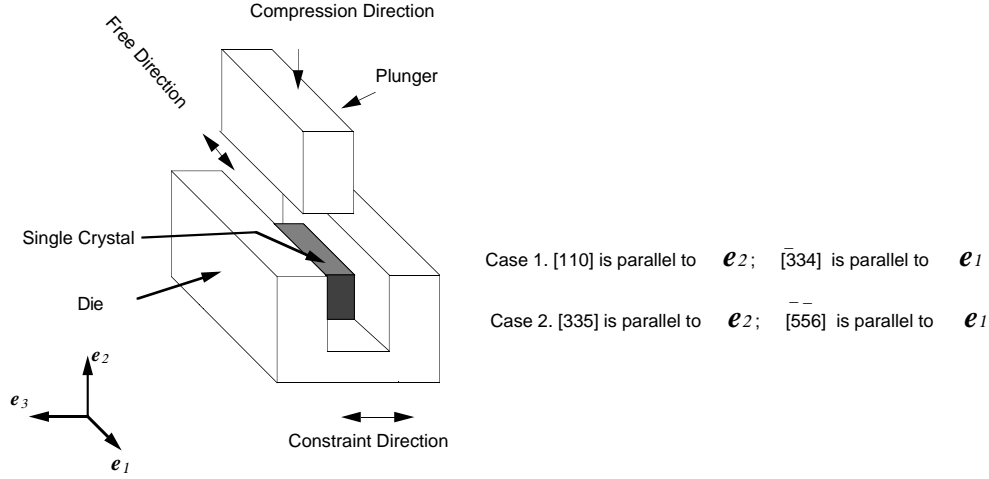 Compression Direction
Free Direction
Plunger
Single Crystal
Die
Case 1. [110] is parallel to e2; [3̄34] is parallel to e1
Case 2. [335] is parallel to e2; [5̄5̄6] is parallel to e1
e2
e3
e1
Constraint Direction